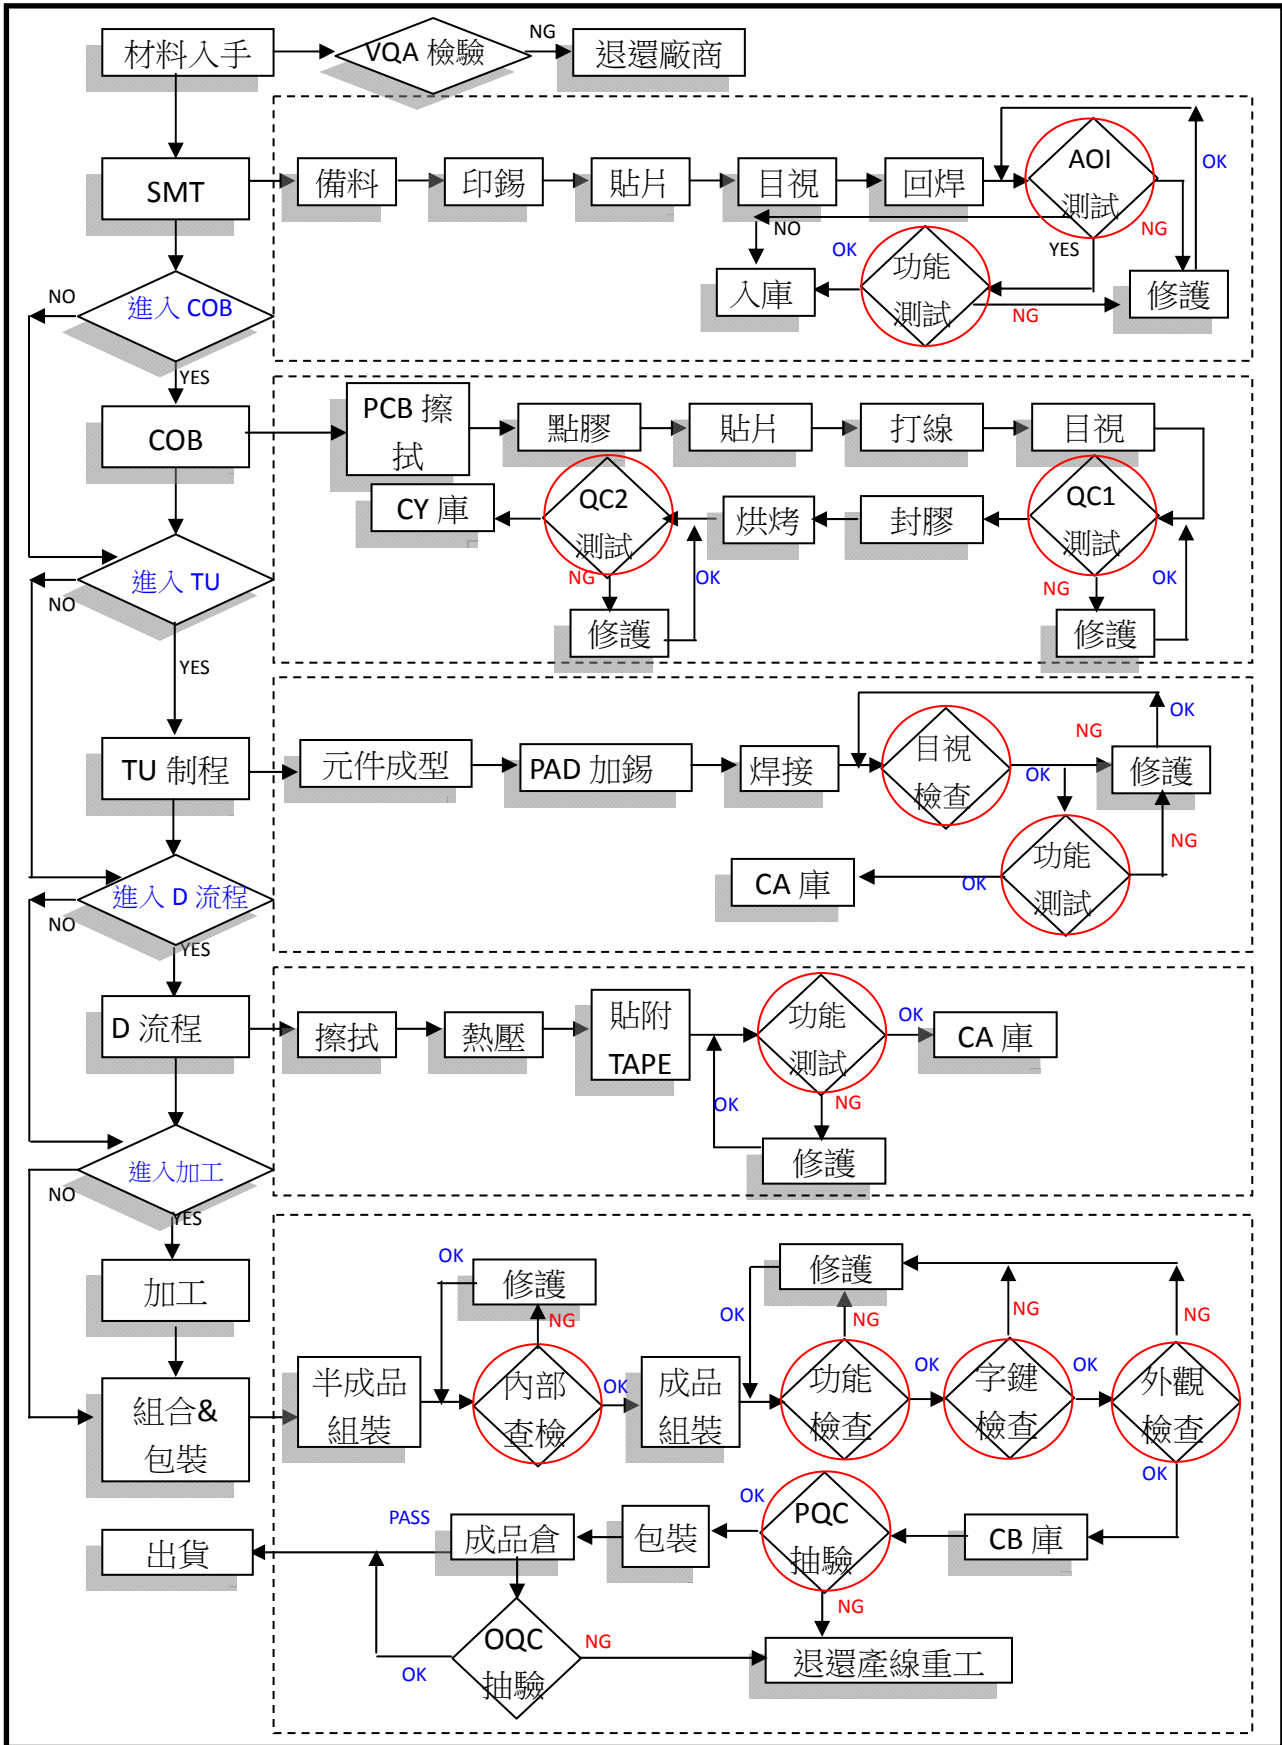 材料入手
VQA 檢驗
NG
退還廠商
SMT
備料
印錫
貼片
目視
回焊
AOI
測試
OK
NG
NO
YES
OK
功能
測試
入庫
NG
修護
NO
進入 COB
YES
COB
PCB 擦
拭
點膠
貼片
打線
目視
CY 庫
QC2
測試
烘烤
封膠
QC1
測試
NG
OK
NG
OK
修護
修護
進入 TU
NO
YES
TU 制程
元件成型
PAD 加錫
焊接
目視
檢查
OK
NG
OK
修護
NG
功能
測試
OK
CA 庫
進入 D 流程
NO
YES
D 流程
擦拭
熱壓
貼附
TAPE
功能
測試
OK
CA 庫
OK
NG
修護
進入加工
NO
YES
加工
OK
修護
NG
修護
OK
NG
NG
NG
組合&
包裝
半成品
組裝
內部
查檢
OK
成品
組裝
功能
檢查
OK
字鍵
檢查
OK
外觀
檢查
OK
出貨
PASS
成品倉
包裝
OK
PQC
抽驗
CB 庫
NG
OK
OQC
抽驗
NG
退還產線重工